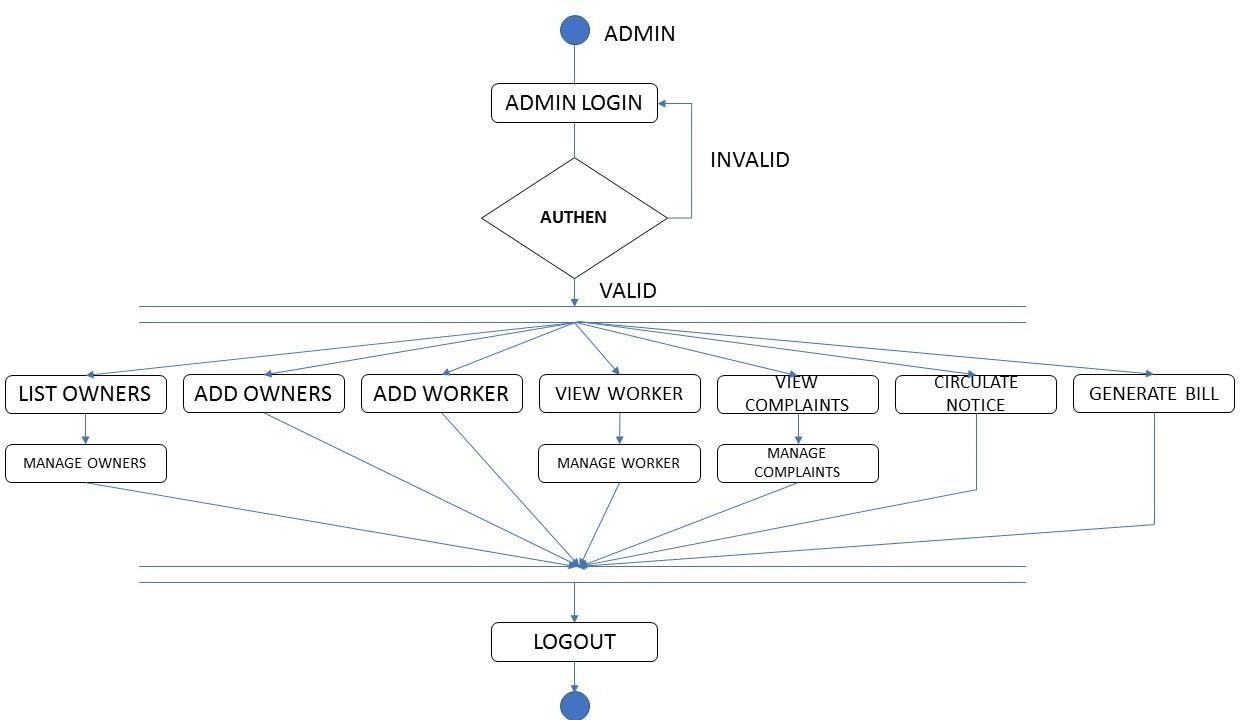 ADMIN
ADMIN LOGIN
INVALID
AUTHEN
VALID
LIST OWNERS
ADD OWNERS
ADD WORKER
VIEW WORKER
VIEW
COMPLAINTS
CIRCULATE
NOTICE
GENERATE BILL
MANAGE OWNERS
MANAGE WORKER
MANAGE
COMPLAINTS
LOGOUT